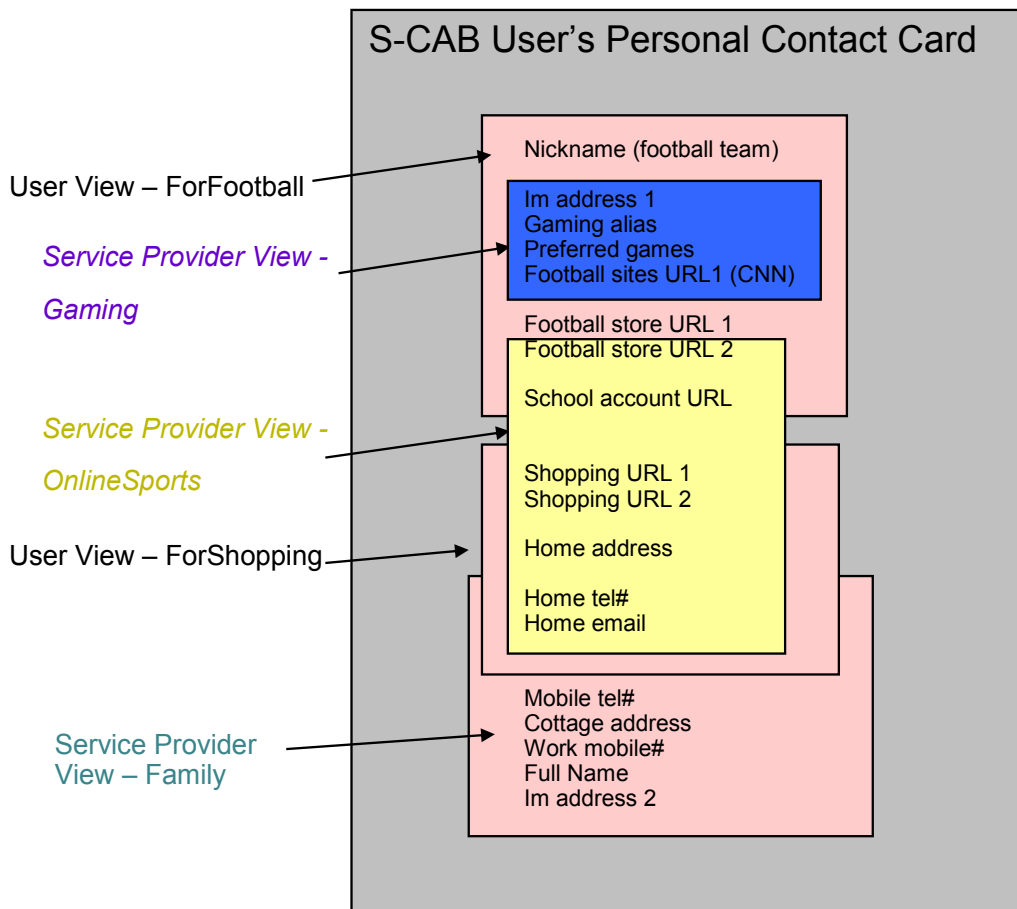 S-CAB User’s Personal Contact Card
Nickname (football team)
User View – ForFootball
Im address 1
Gaming alias
Preferred games
Football sites URL1 (CNN)
Service Provider View -
Gaming
Football store URL 1
Football store URL 2
School account URL
Service Provider View -
OnlineSports
Shopping URL 1
Shopping URL 2
User View – ForShopping
Home address
Home tel#
Home email
Mobile tel#
Cottage address
Work mobile#
Full Name
Im address 2
Service Provider
View – Family